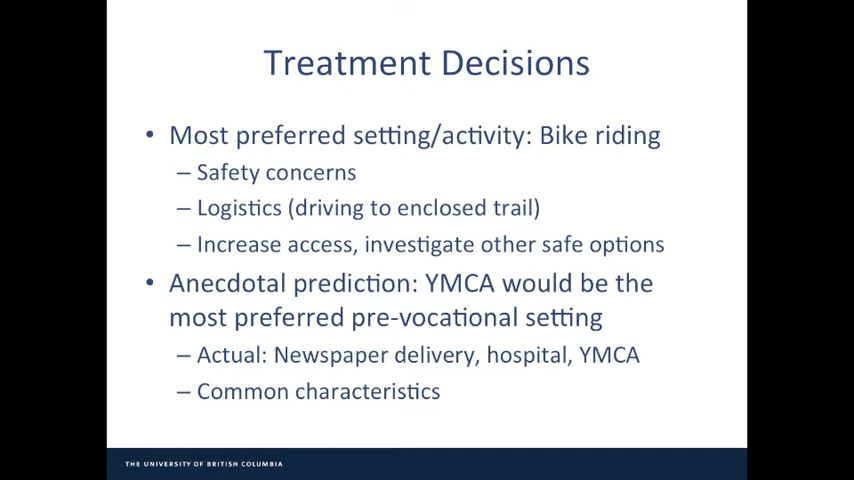 Treatment Decisions
• Most preferred setting/activity: Bike riding
– Safety concerns
– Logistics (driving to enclosed trail)
– Increase access, investigate other safe options
• Anecdotal prediction: YMCA would be the
most preferred pre-vocational setting
– Actual: Newspaper delivery, hospital, YMCA
– Common characteristics
THE UNIVERSITY OF BRITISH COLUMBIA